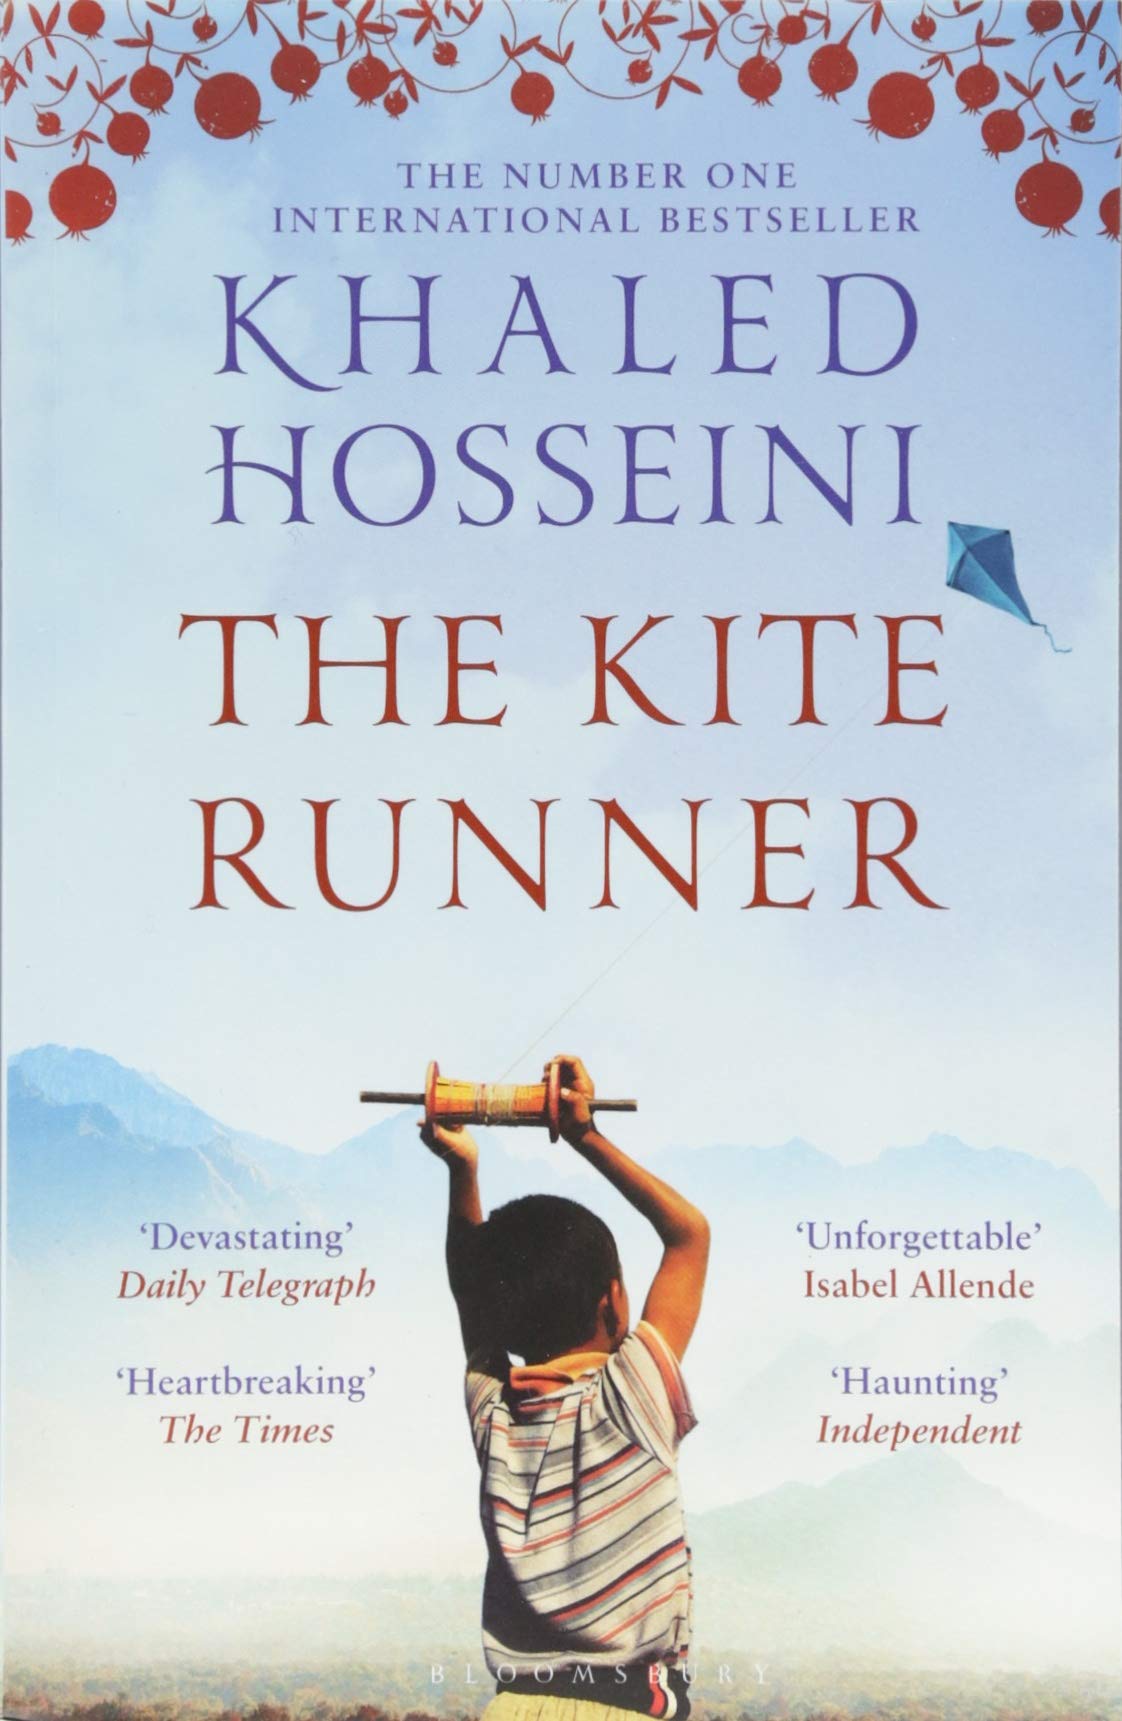 THE NUMBER ONE
INTERNATIONAL BESTSELLER
KHALED
HOSSEINI
THE KITE
RUNNER
‘Devastating’
Daily Telegraph
‘Unforgettable’
Isabel Allende
‘Heartbreaking’
The Times
‘Haunting’
Independent
BLOOMSBURY